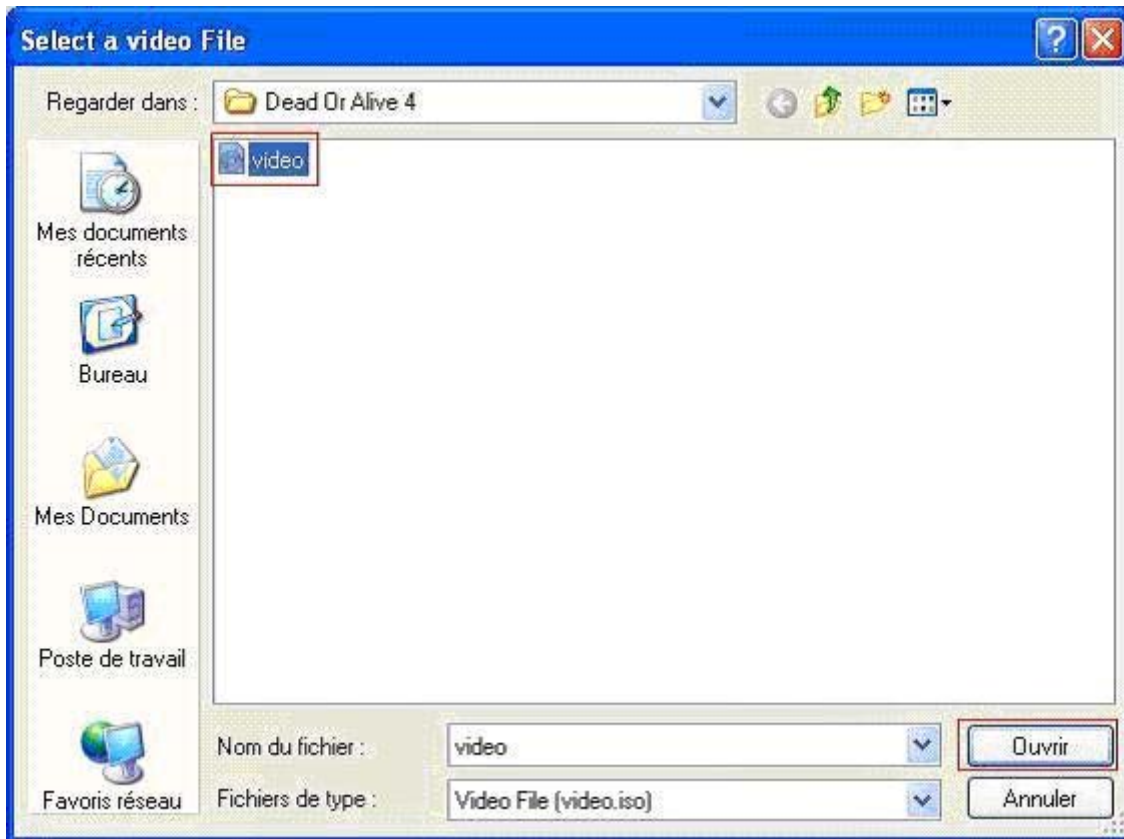 Select a video File
Regarder dans :
Dead Or Alive 4
video
Mes documents
récents
Bureau
Mes Documents
Poste de travail
Favoris réseau
Nom du fichier :
video
Ouvrir
Fichiers de type :
Video File (video.iso)
Annuler